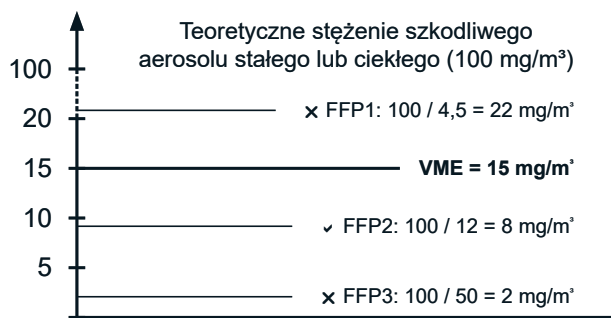 Teoretyczne stężenie szkodliwego
aerosolu stałego lub ciekłego (100 mg/m³)
100
× FFP1: 100 / 4,5 = 22 mg/m³
20
15
VME = 15 mg/m³
10
✓ FFP2: 100 / 12 = 8 mg/m³
5
× FFP3: 100 / 50 = 2 mg/m³